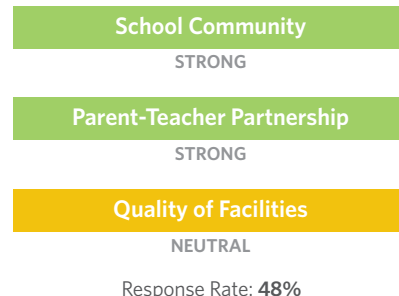 School Community
STRONG
Parent-Teacher Partnership
STRONG
Quality of Facilities
NEUTRAL
Response Rate: 48%